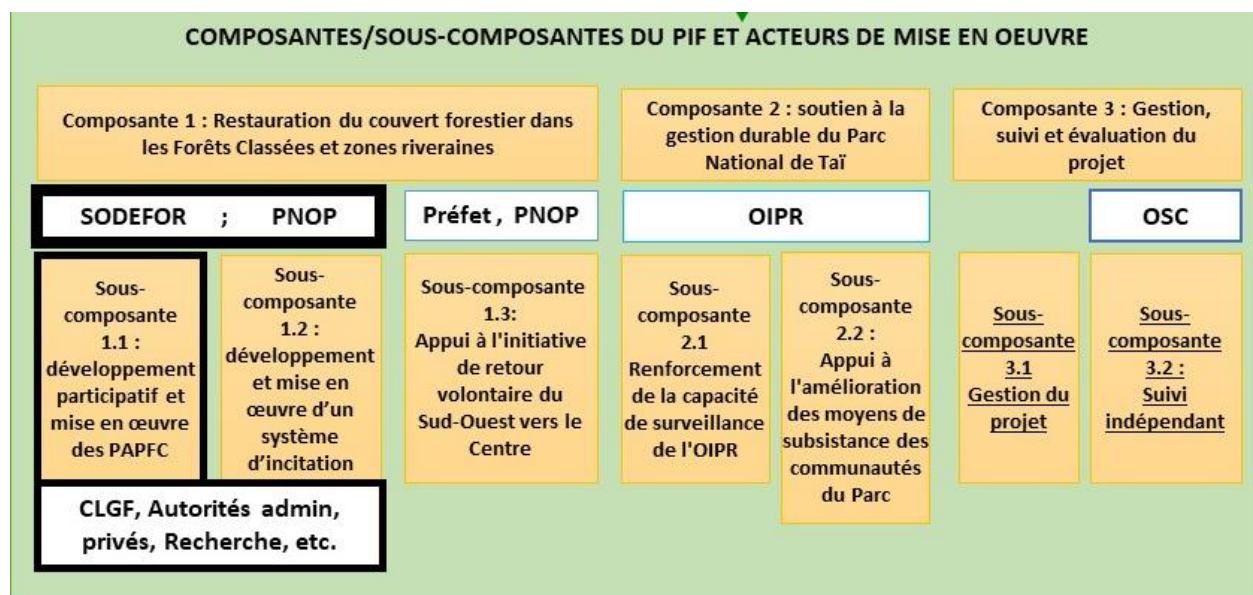 COMPOSANTES/SOUS-COMPOSANTES DU PIF ET ACTEURS DE MISE EN OEUVRE
Composante 1 : Restauration du couvert forestier dans
les Forêts Classées et zones riveraines
Composante 2 : soutien à la
gestion durable du Parc
National de Taï
Composante 3 : Gestion,
suivi et évaluation du
projet
SODEFOR ; PNOP
Préfet , PNOP
OIPR
OSC
Sous-
composante
1.1 :
développement
participatif et
mise en œuvre
des PAPFC
Sous-
composante
1.2 :
développement
et mise en
œuvre d’un
système
d’incitation
Sous-composante
1.3:
Appui à l'initiative
de retour
volontaire du
Sud-Ouest vers le
Centre
Sous-
composante
2.1
Renforcement
de la capacité
de surveillance
de l'OIPR
Sous-
composante
2.2 :
Appui à
l'amélioration
des moyens de
subsistance des
communautés
du Parc
Sous-
composante
3.1
Gestion du
projet
Sous-
composante
3.2 :
Suivi
indépendant
CLGF, Autorités admin,
privés, Recherche, etc.